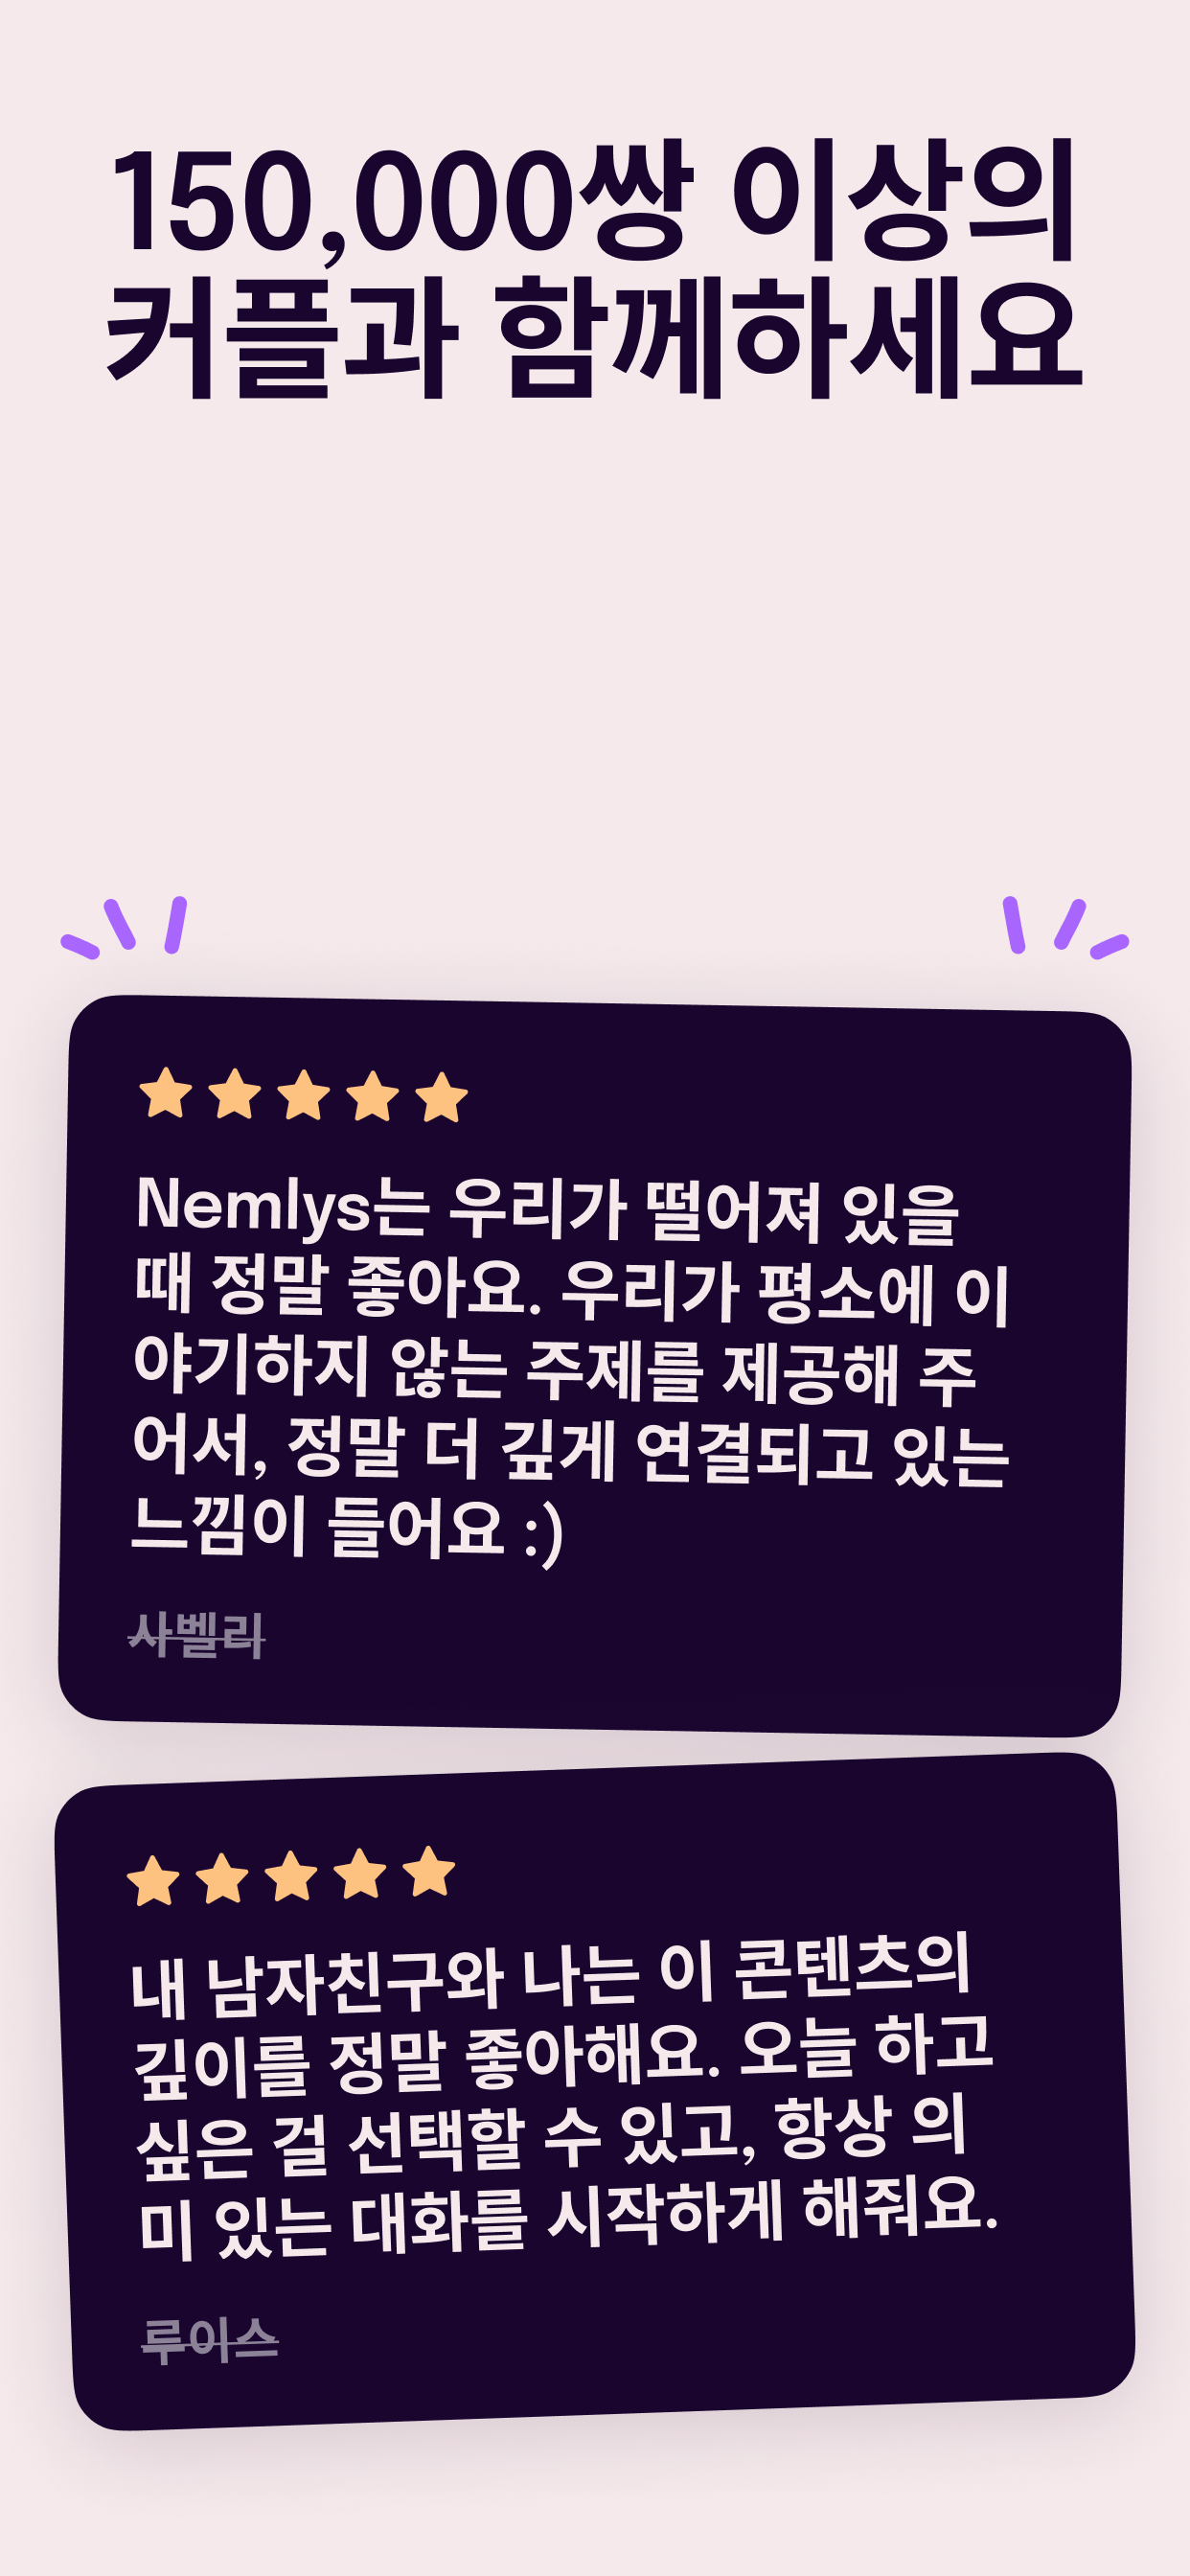 150,000쌍 이상의
커플과 함께하세요
Nemlys는 우리가 떨어져 있을
때 정말 좋아요. 우리가 평소에 이
야기하지 않는 주제를 제공해 주
어서, 정말 더 깊게 연결되고 있는
느낌이 들어요 :)
사벨리
내 남자친구와 나는 이 콘텐츠의
깊이를 정말 좋아해요. 오늘 하고
싶은 걸 선택할 수 있고, 항상 의
미 있는 대화를 시작하게 해줘요.
루이스